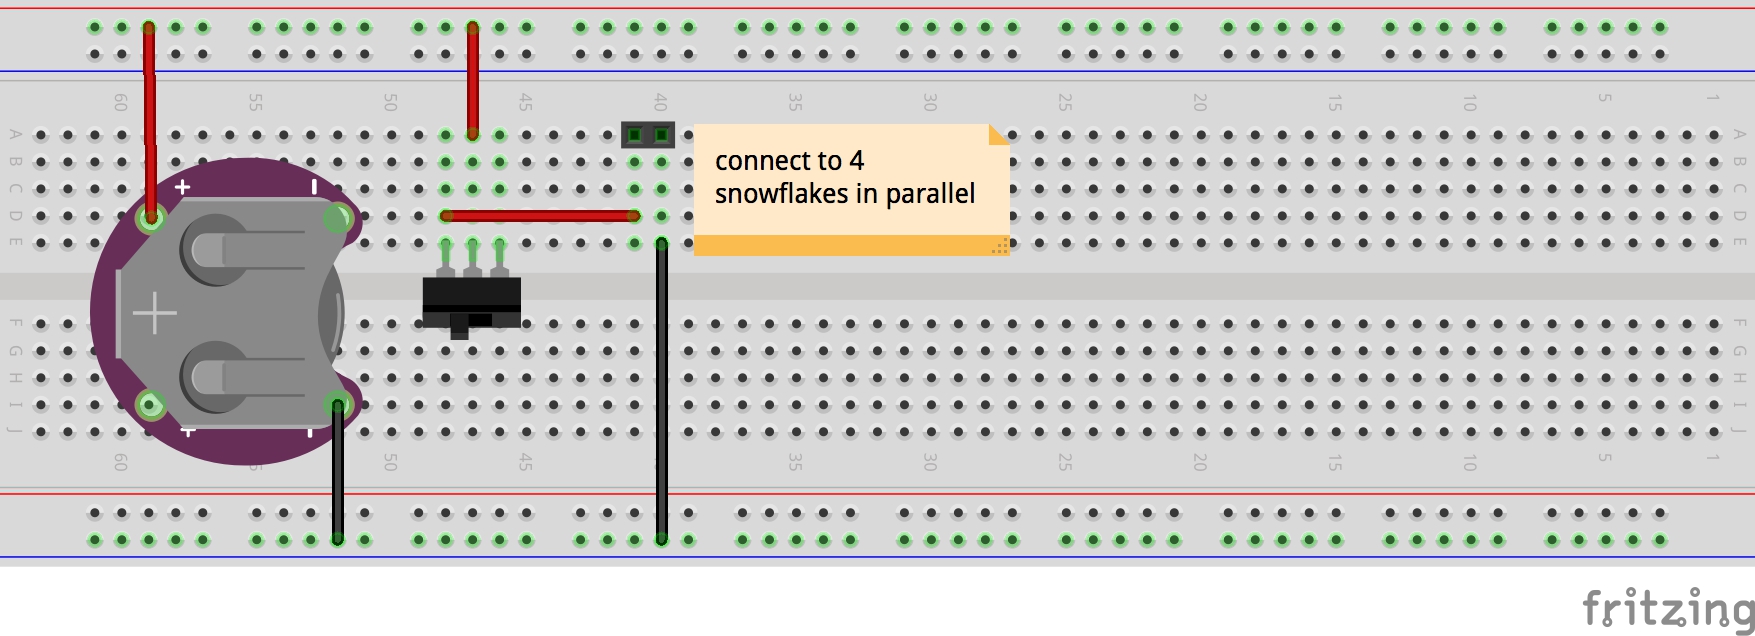 60 55 50 45 40 35 30 25 20 15 10 5 1
A A
B B
C C
D D
E E
connect to 4
snowflakes in parallel
+
F F
G G
H H
I I
J J
60 50 45 35 30 25 20 15 10 5 1
fritzing